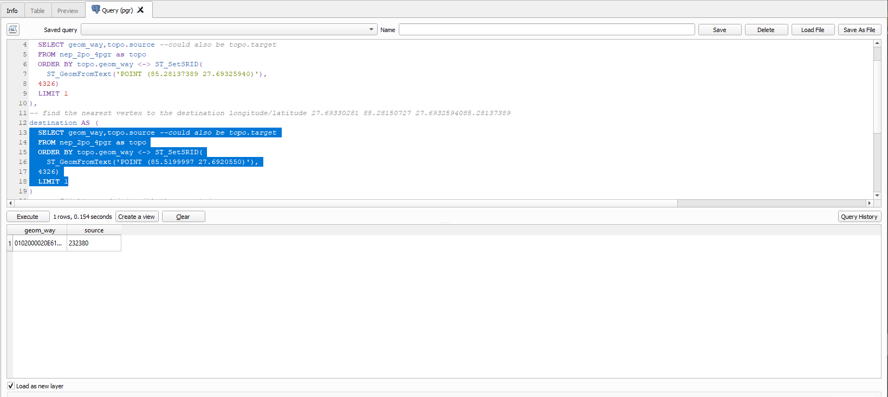 Info Table Preview Query (pgr)
Saved query Name Save Delete Load File Save As File
4 SELECT geom_way,topo.source --could also be topo.target
5 FROM nep_2po_4pgr as topo
6 ORDER BY topo.geom_way <-> ST_SetSRID(
7 ST_GeomFromText('POINT (85.28137389 27.69325940)'),
8 4326)
9 LIMIT 1
10 ),
11 -- find the nearest vertex to the destination longitude/latitude 27.69330281 88.28150727 27.6932594088.28137389
12 destination AS (
13 SELECT geom_way,topo.source --could also be topo.target
14 FROM nep_2po_4pgr as topo
15 ORDER BY topo.geom_way <-> ST_SetSRID(
16 ST_GeomFromText('POINT (85.5199997 27.6920550)'),
17 4326)
18 LIMIT 1
19 )
Execute 1 rows, 0.154 seconds Create a view Clear Query History
geom_way source
1 0102000020E61... 232380
Load as new layer